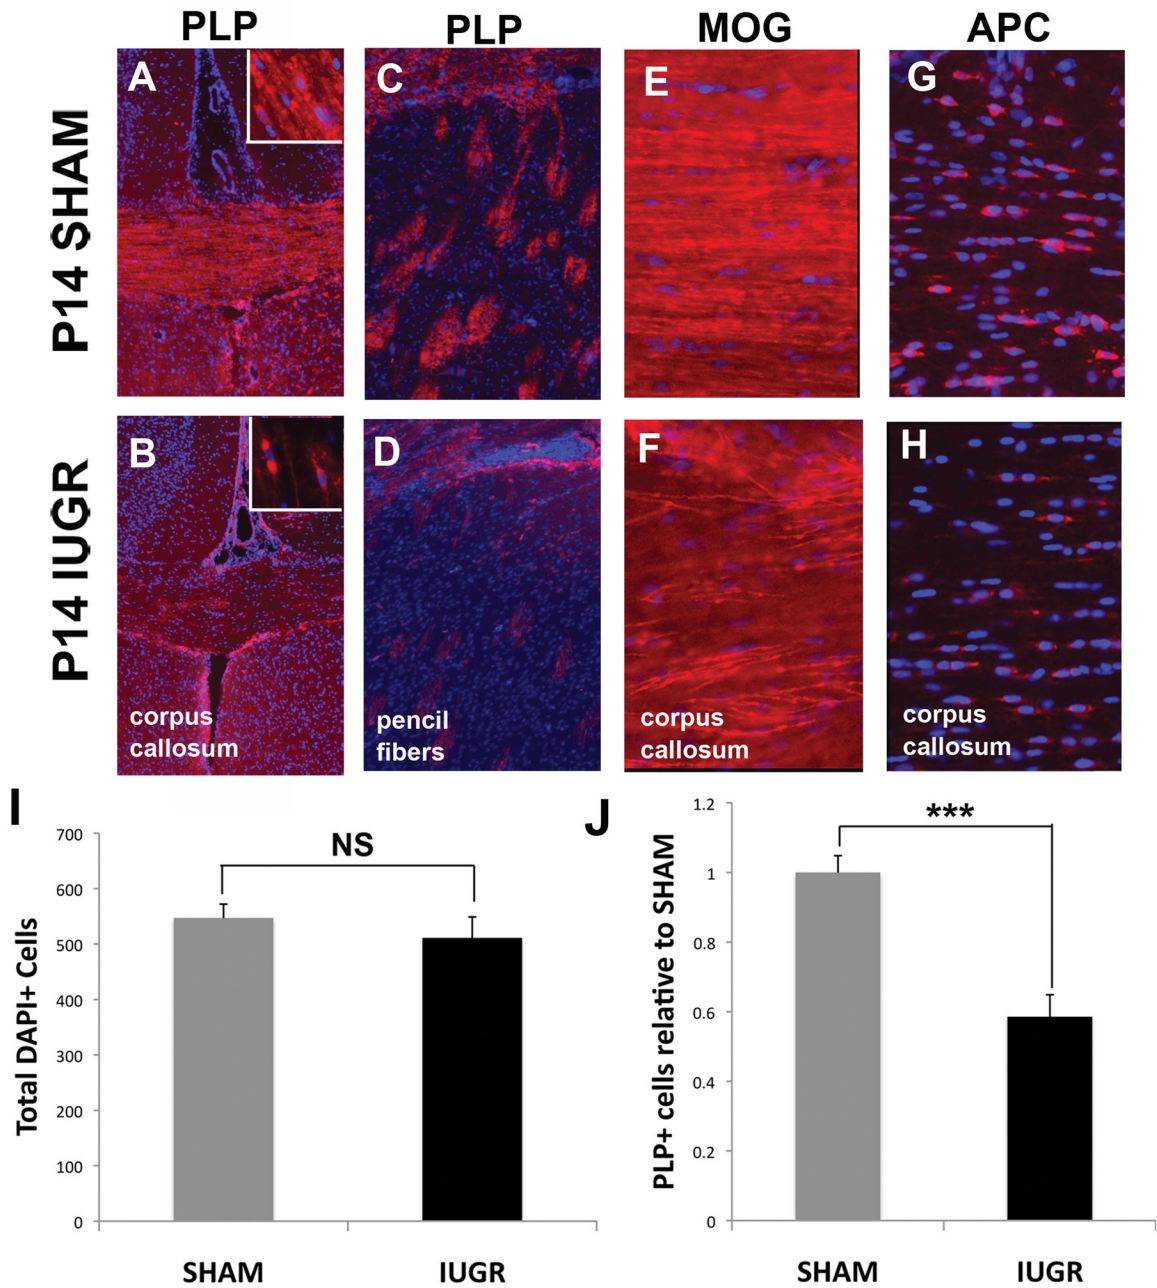 PLP PLP MOG APC
P14 SHAM
A C E G
P14 IUGR
B D F H
corpus
callosum
pencil
fibers
corpus
callosum
corpus
callosum
I
Total DAPI+ Cells
700
600
500
400
300
200
100
0
NS
SHAM IUGR
J
PLP+ cells relative to SHAM
1.2
1
0.8
0.6
0.4
0.2
0
***
SHAM IUGR